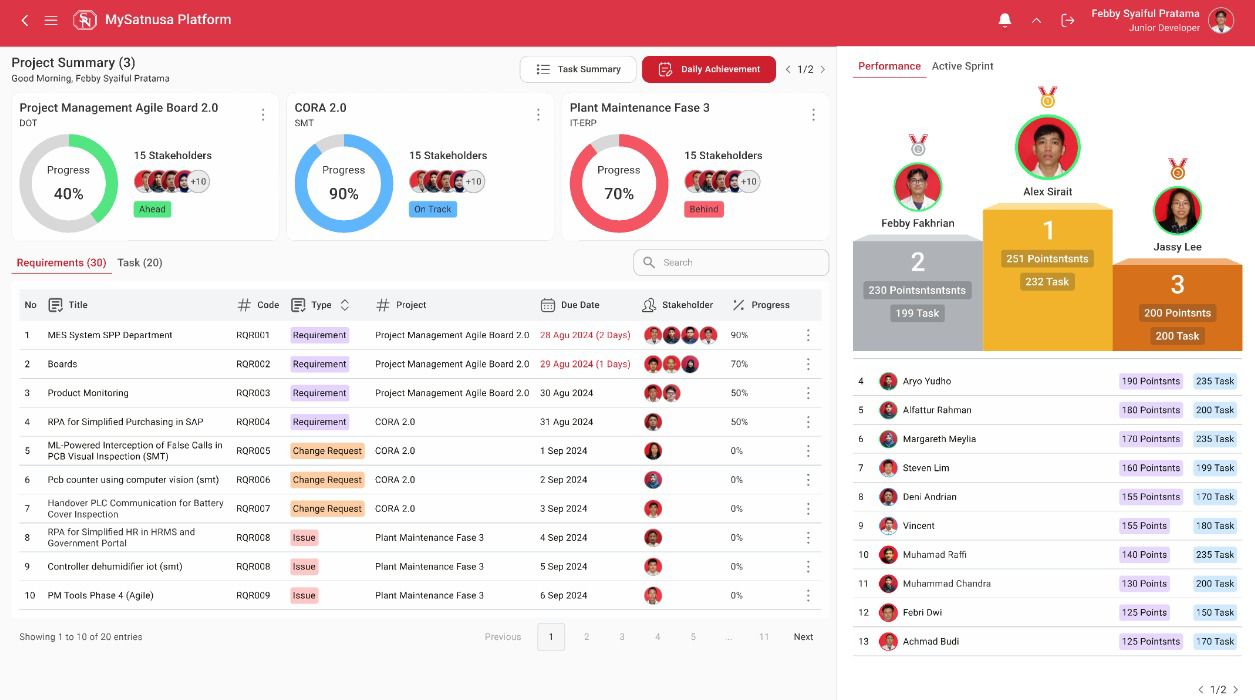 MySatnusa Platform
Febby Syaiful Pratama
Junior Developer
Project Summary (3)
Good Morning, Febby Syaiful Pratama
Task Summary
Daily Achievement
1/2
Project Management Agile Board 2.0
DOT
Progress
40%
15 Stakeholders
+10
Ahead
CORA 2.0
SMT
Progress
90%
15 Stakeholders
+10
On Track
Plant Maintenance Fase 3
IT-ERP
Progress
70%
15 Stakeholders
+10
Behind
Requirements (30) Task (20)
Search
No Title Code Type Project Due Date Stakeholder Progress
1 MES System SPP Department RQR001 Requirement Project Management Agile Board 2.0 28 Agu 2024 (2 Days) 90%
2 Boards RQR002 Requirement Project Management Agile Board 2.0 29 Agu 2024 (1 Days) 70%
3 Product Monitoring RQR003 Requirement Project Management Agile Board 2.0 30 Agu 2024 50%
4 RPA for Simplified Purchasing in SAP RQR004 Requirement CORA 2.0 31 Agu 2024 50%
5 ML-Powered Interception of False Calls in
PCB Visual Inspection (SMT) RQR005 Change Request CORA 2.0 1 Sep 2024 0%
6 Pcb counter using computer vision (smt) RQR006 Change Request CORA 2.0 2 Sep 2024 0%
7 Handover PLC Communication for Battery
Cover Inspection RQR007 Change Request CORA 2.0 3 Sep 2024 0%
8 RPA for Simplified HR in HRMS and
Government Portal RQR008 Issue Plant Maintenance Fase 3 4 Sep 2024 0%
9 Controller dehumidifier iot (smt) RQR008 Issue Plant Maintenance Fase 3 5 Sep 2024 0%
10 PM Tools Phase 4 (Agile) RQR009 Issue Plant Maintenance Fase 3 6 Sep 2024 0%
Showing 1 to 10 of 20 entries
Previous 1 2 3 4 5 ... 11 Next
Performance Active Sprint
1
Alex Sirait
1
251 Pointsntsnts
232 Task
2
Febby Fakhrian
2
230 Pointsntsntsnts
199 Task
3
Jassy Lee
3
200 Pointsnts
200 Task
4 Aryo Yudho 190 Pointsnts 235 Task
5 Alfattur Rahman 180 Pointsnts 200 Task
6 Margareth Meylia 170 Pointsnts 235 Task
7 Steven Lim 160 Pointsnts 199 Task
8 Deni Andrian 155 Pointsnts 170 Task
9 Vincent 155 Points 180 Task
10 Muhamad Raffi 140 Points 235 Task
11 Muhammad Chandra 130 Points 200 Task
12 Febri Dwi 125 Points 150 Task
13 Achmad Budi 125 Pointsnts 170 Task
1/2